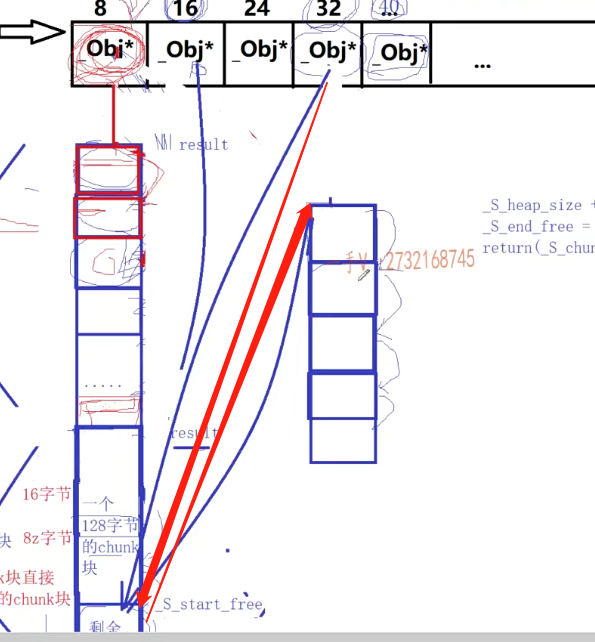 8 16 24 32 40
_Obj* _Obj* _Obj* _Obj* _Obj* ...
result
_S_heap_size +
_S_end_free =
return(_S_chun
2732168745
.....
result
16字节
一个
128字节
的chunk
块
块 8z字节
k块直接
的chunk块
_S_start_free
剩余